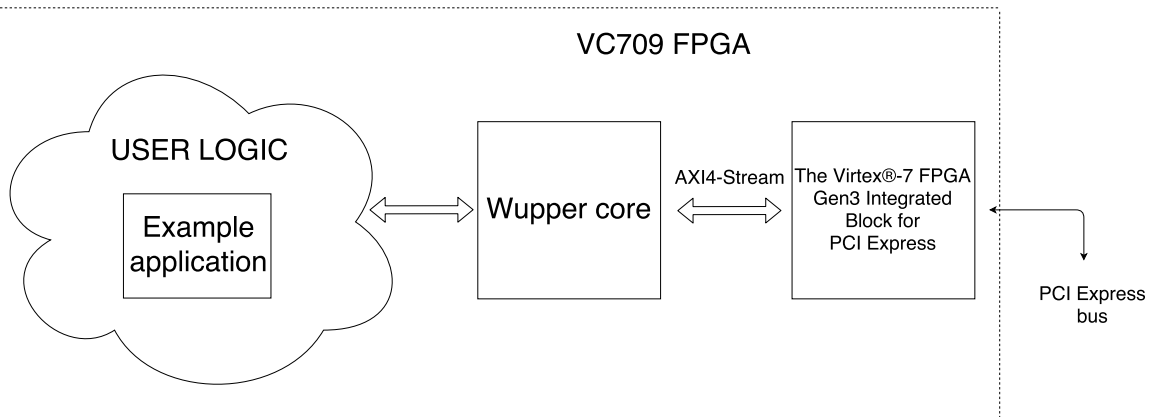 VC709 FPGA
USER LOGIC
Example
application
Wupper core
AXI4-Stream
The Virtex®-7 FPGA
Gen3 Integrated
Block for
PCI Express
PCI Express
bus